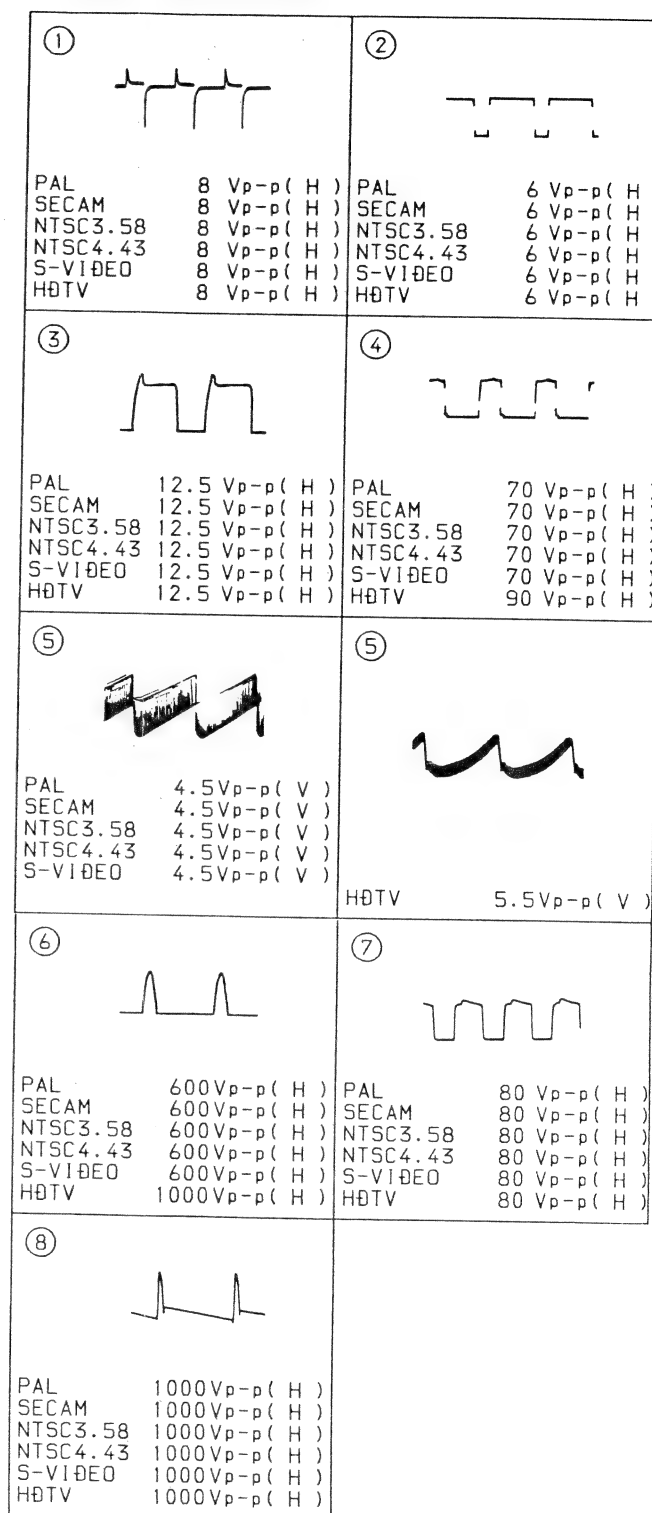 ①
PAL 8 Vp-p( H )
SECAM 8 Vp-p( H )
NTSC3.58 8 Vp-p( H )
NTSC4.43 8 Vp-p( H )
S-VIDEO 8 Vp-p( H )
HDTV 8 Vp-p( H )
②
PAL 6 Vp-p( H
SECAM 6 Vp-p( H
NTSC3.58 6 Vp-p( H
NTSC4.43 6 Vp-p( H
S-VIDEO 6 Vp-p( H
HDTV 6 Vp-p( H
③
PAL 12.5 Vp-p( H )
SECAM 12.5 Vp-p( H )
NTSC3.58 12.5 Vp-p( H )
NTSC4.43 12.5 Vp-p( H )
S-VIDEO 12.5 Vp-p( H )
HDTV 12.5 Vp-p( H )
④
PAL 70 Vp-p( H )
SECAM 70 Vp-p( H )
NTSC3.58 70 Vp-p( H )
NTSC4.43 70 Vp-p( H )
S-VIDEO 70 Vp-p( H )
HDTV 90 Vp-p( H )
⑤
PAL 4.5Vp-p( V )
SECAM 4.5Vp-p( V )
NTSC3.58 4.5Vp-p( V )
NTSC4.43 4.5Vp-p( V )
S-VIDEO 4.5Vp-p( V )
⑤
HDTV 5.5Vp-p( V )
⑥
PAL 600Vp-p( H )
SECAM 600Vp-p( H )
NTSC3.58 600Vp-p( H )
NTSC4.43 600Vp-p( H )
S-VIDEO 600Vp-p( H )
HDTV 1000Vp-p( H )
⑦
PAL 80 Vp-p( H )
SECAM 80 Vp-p( H )
NTSC3.58 80 Vp-p( H )
NTSC4.43 80 Vp-p( H )
S-VIDEO 80 Vp-p( H )
HDTV 80 Vp-p( H )
⑧
PAL 1000Vp-p( H )
SECAM 1000Vp-p( H )
NTSC3.58 1000Vp-p( H )
NTSC4.43 1000Vp-p( H )
S-VIDEO 1000Vp-p( H )
HDTV 1000Vp-p( H )